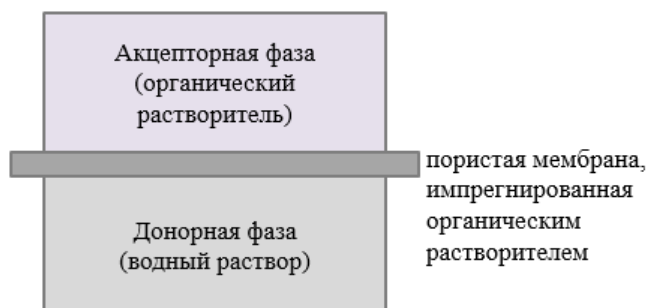 Акцепторная фаза
(органический
растворитель)
пористая мембрана,
импрегнированная
органическим
растворителем
Донорная фаза
(водный раствор)